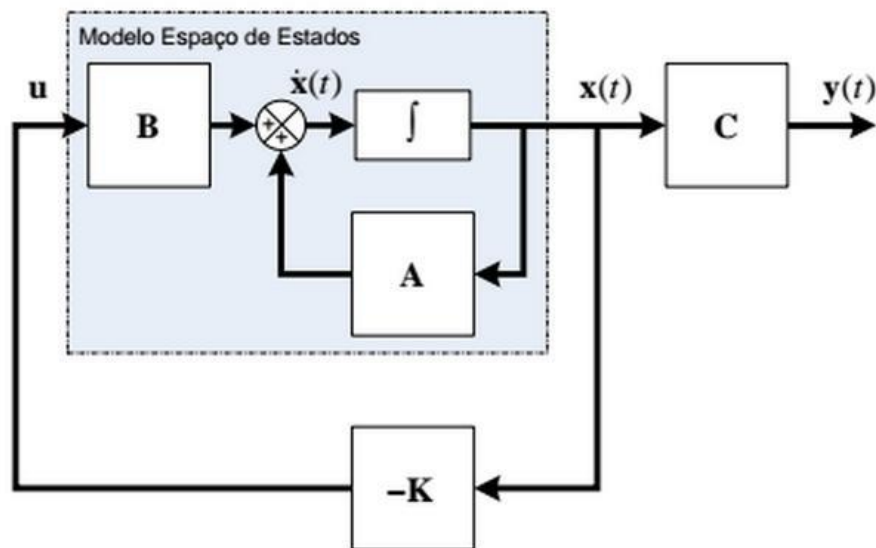 Modelo Espaço de Estados
u
B
+
+
ẋ(t)
∫
x(t)
C
y(t)
A
−K